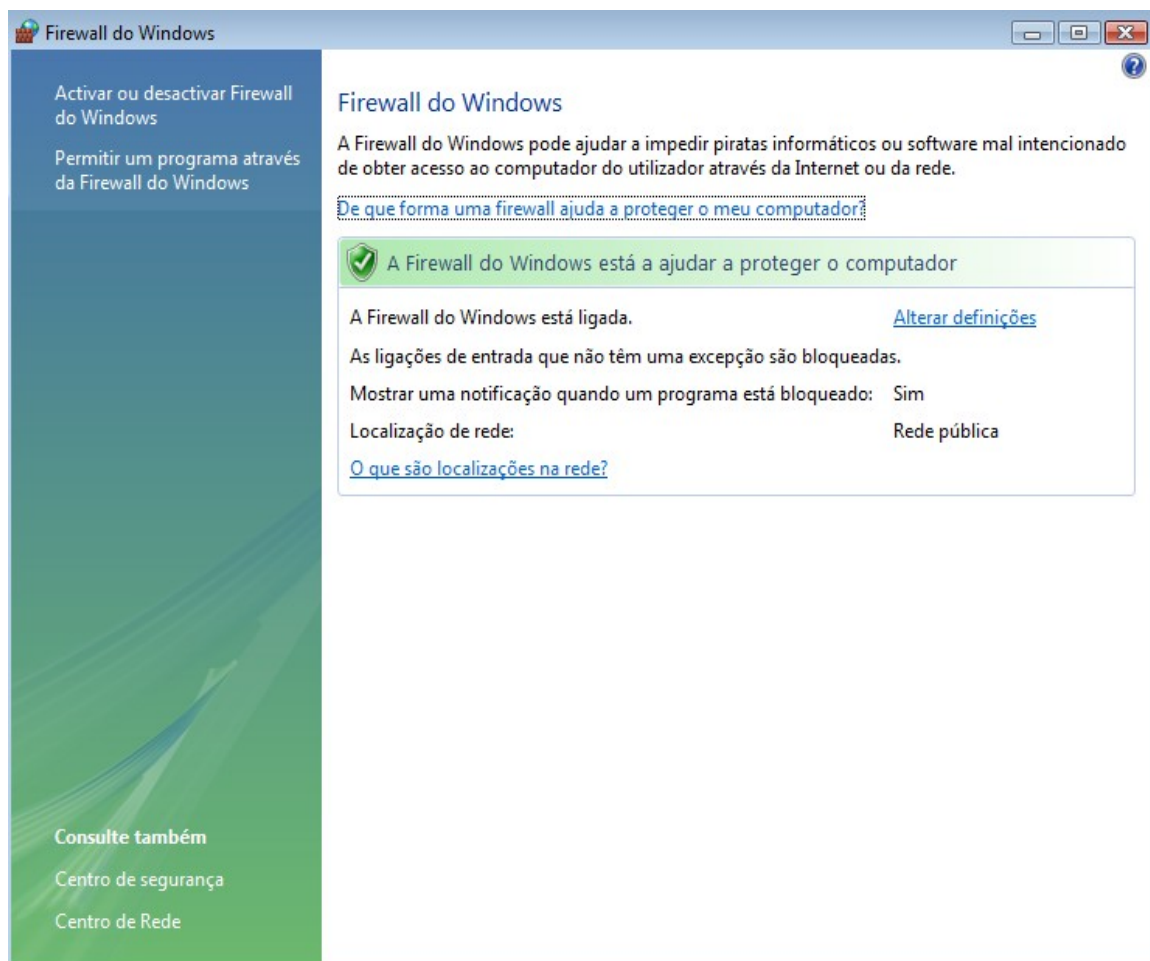 Firewall do Windows
Activar ou desactivar Firewall
do Windows
Permitir um programa através
da Firewall do Windows
Firewall do Windows
A Firewall do Windows pode ajudar a impedir piratas informáticos ou software mal intencionado
de obter acesso ao computador do utilizador através da Internet ou da rede.
De que forma uma firewall ajuda a proteger o meu computador?
A Firewall do Windows está a ajudar a proteger o computador
A Firewall do Windows está ligada. Alterar definições
As ligações de entrada que não têm uma excepção são bloqueadas.
Mostrar uma notificação quando um programa está bloqueado: Sim
Localização de rede: Rede pública
O que são localizações na rede?
Consulte também
Centro de segurança
Centro de Rede